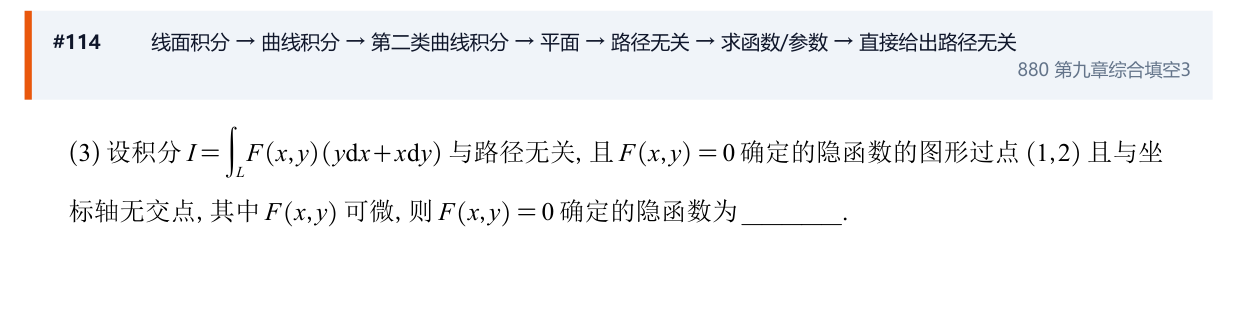 #114 线面积分 → 曲线积分 → 第二类曲线积分 → 平面 → 路径无关 → 求函数/参数 → 直接给出路径无关
880 第九章综合填空3
(3) 设积分 I=∫_L F(x,y)(ydx+xdy) 与路径无关, 且 F(x,y)=0 确定的隐函数的图形过点 (1,2) 且与坐
标轴无交点, 其中 F(x,y) 可微, 则 F(x,y)=0 确定的隐函数为________.